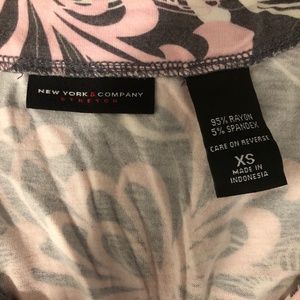 NEW YORK & COMPANY
STRETCH
95% RAYON
5% SPANDEX
CARE ON REVERSE
XS
MADE IN
INDONESIA